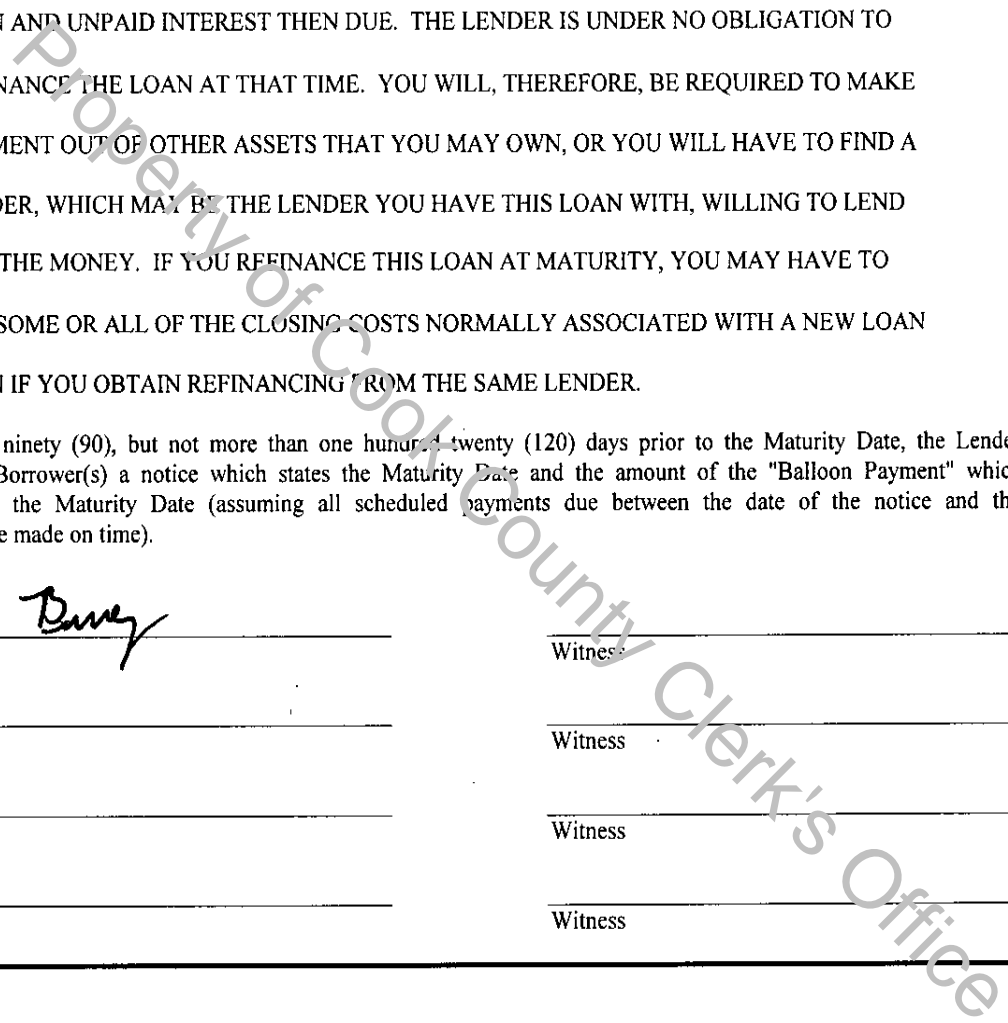 AND UNPAID INTEREST THEN DUE. THE LENDER IS UNDER NO OBLIGATION TO
THE LOAN AT THAT TIME. YOU WILL, THEREFORE, BE REQUIRED TO MAKE
MENT OUT OF OTHER ASSETS THAT YOU MAY OWN, OR YOU WILL HAVE TO FIND A
DER, WHICH MAY BE THE LENDER YOU HAVE THIS LOAN WITH, WILLING TO LEND
THE MONEY. IF YOU REFINANCE THIS LOAN AT MATURITY, YOU MAY HAVE TO
SOME OR ALL OF THE CLOSING COSTS NORMALLY ASSOCIATED WITH A NEW LOAN
IF YOU OBTAIN REFINANCING FROM THE SAME LENDER.
ninety (90), but not more than one hundred twenty (120) days prior to the Maturity Date, the Lende
Borrower(s) a notice which states the Maturity Date and the amount of the "Balloon Payment" whic
the Maturity Date (assuming all scheduled payments due between the date of the notice and th
e made on time).
Witness
Witness
Witness
Witness
Property of Cook County Clerk's Office